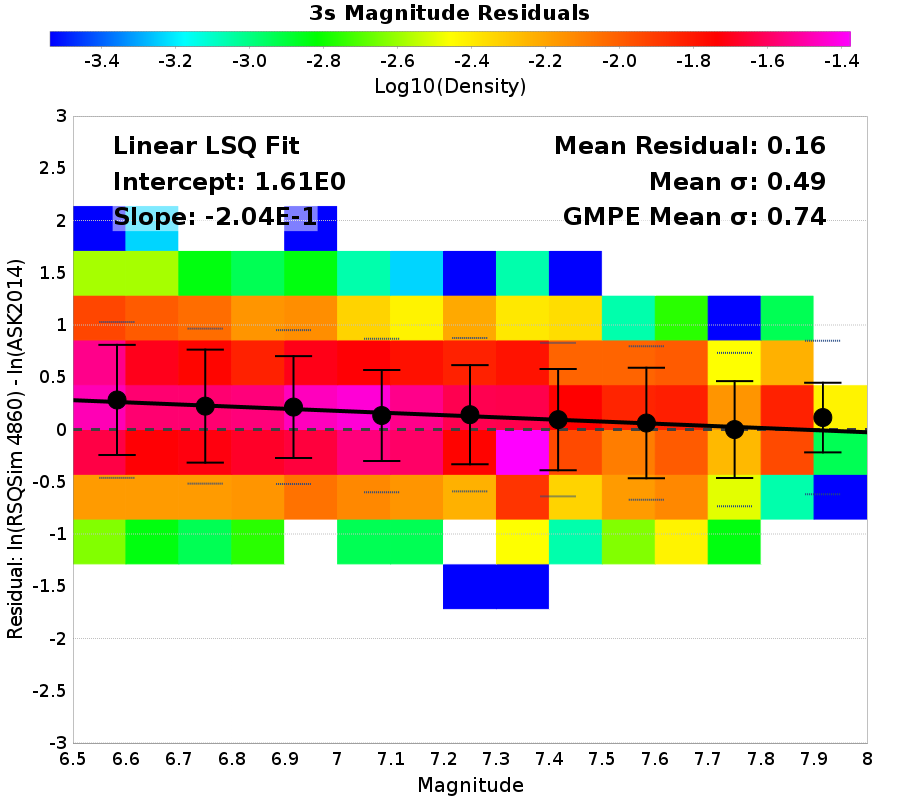 3s Magnitude Residuals
-3.4 -3.2 -3.0 -2.8 -2.6 -2.4 -2.2 -2.0 -1.8 -1.6 -1.4
Log10(Density)
Linear LSQ Fit
Intercept: 1.61E0
Slope: -2.04E-1
Mean Residual: 0.16
Mean σ: 0.49
GMPE Mean σ: 0.74
Residual: ln(RSQSim 4860) - ln(ASK2014)
3
2.5
2
1.5
1
0.5
0
-0.5
-1
-1.5
-2
-2.5
-3
6.5 6.6 6.7 6.8 6.9 7 7.1 7.2 7.3 7.4 7.5 7.6 7.7 7.8 7.9 8
Magnitude